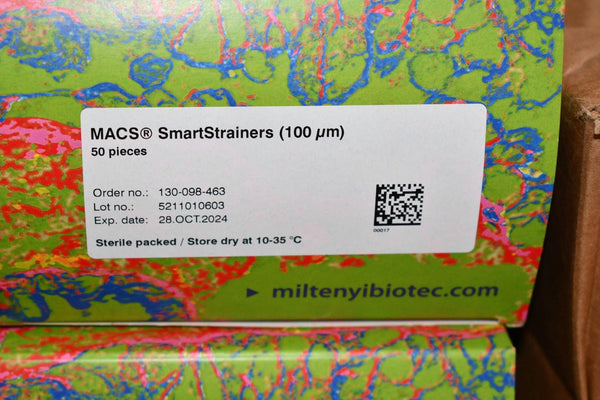 MACS® SmartStrainers (100 µm)
50 pieces
Order no.: 130-098-463
Lot no.: 5211010603
Exp. date: 28.OCT.2024
00017
Sterile packed / Store dry at 10-35 °C
► miltenyibiotec.com